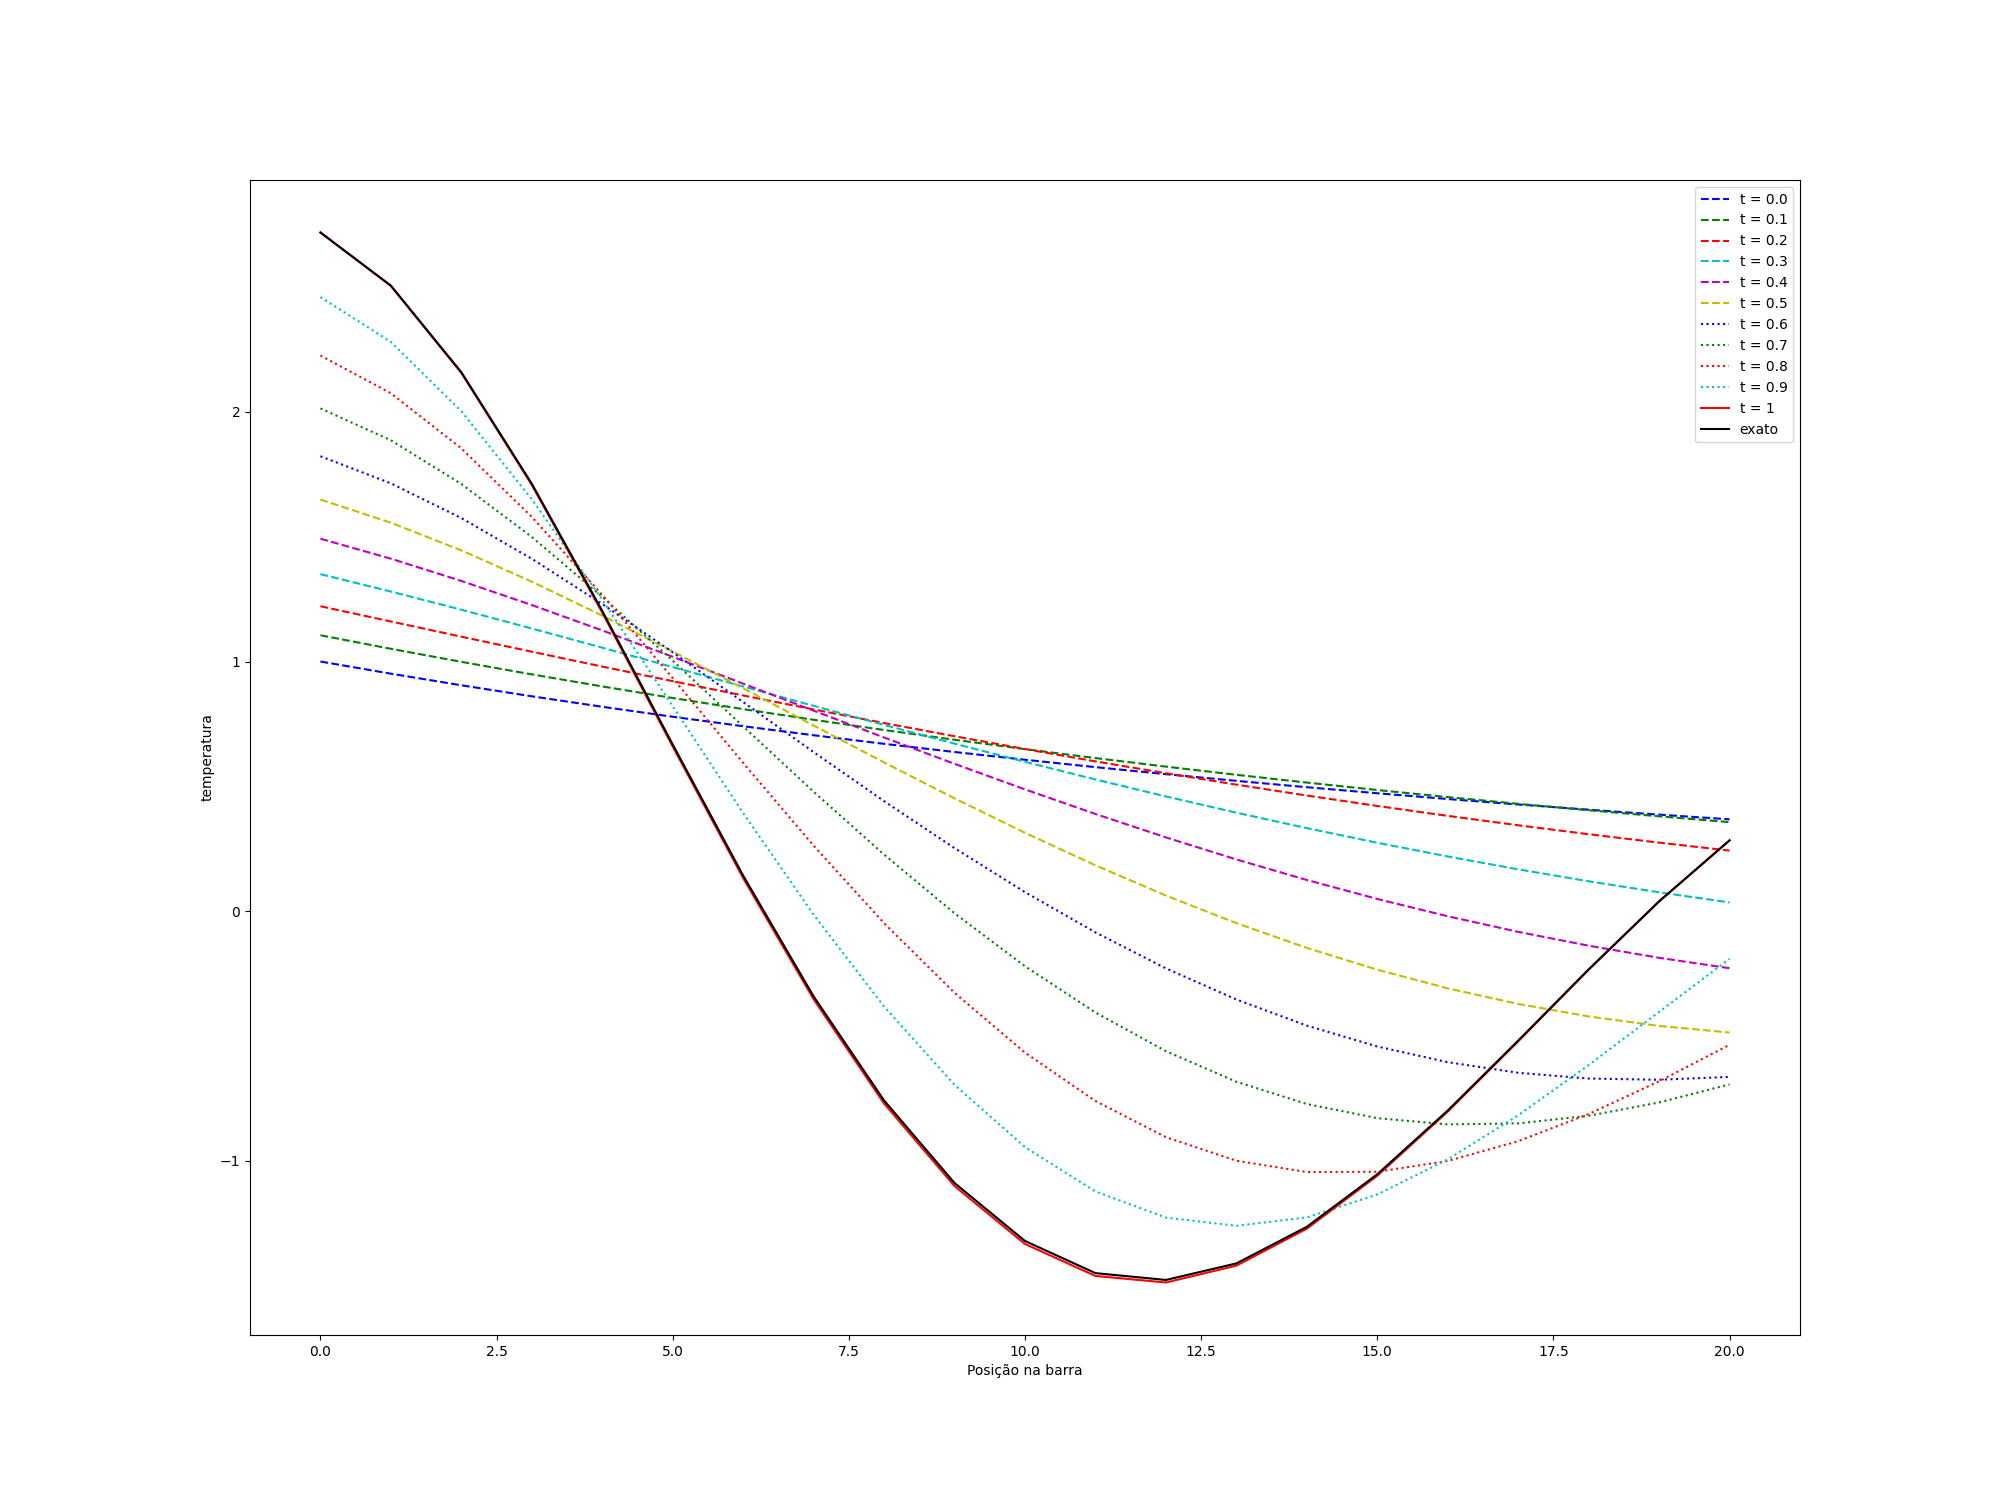 t = 0.0
t = 0.1
t = 0.2
t = 0.3
t = 0.4
t = 0.5
t = 0.6
t = 0.7
t = 0.8
t = 0.9
t = 1
exato
2
1
0
−1
temperatura
0.0 2.5 5.0 7.5 10.0 12.5 15.0 17.5 20.0
Posição na barra